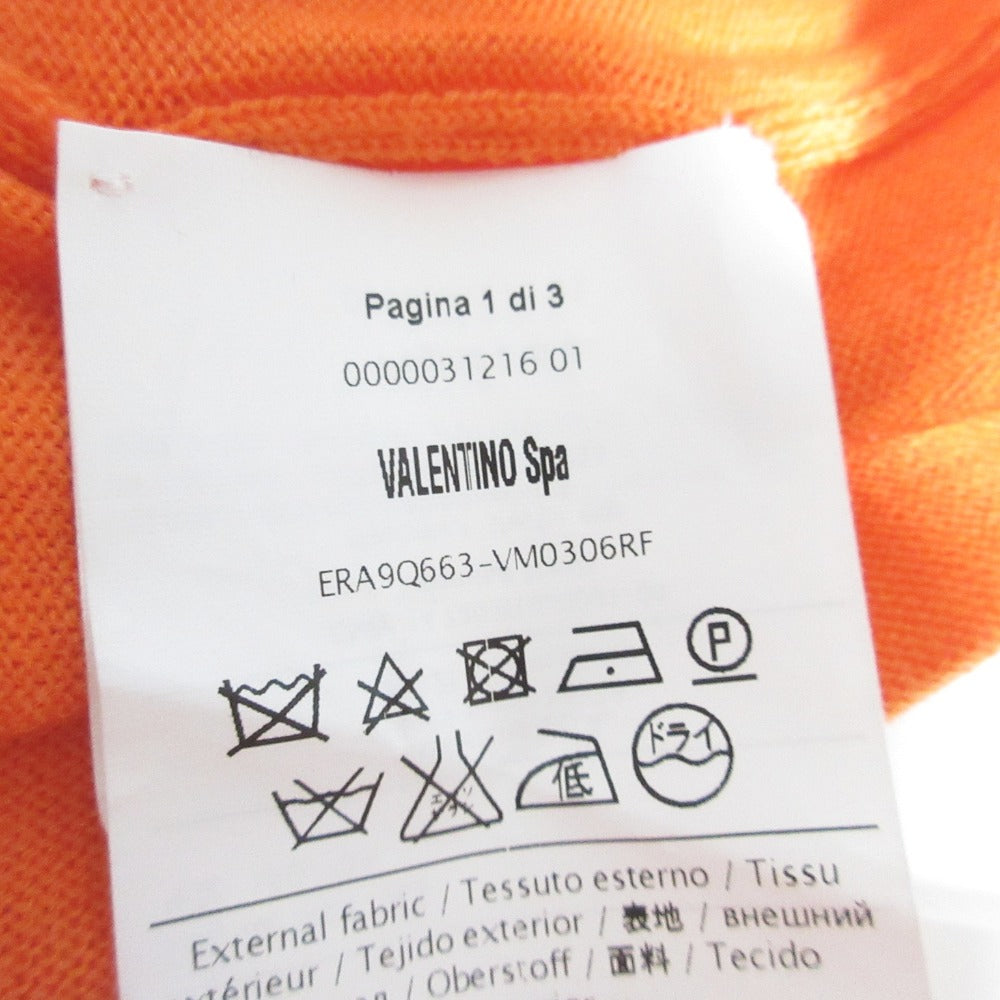 Pagina 1 di 3
0000031216 01
VALENTINO Spa
ERA9Q663-VM0306RF
P
低 ドライ
External fabric / Tessuto esterno / Tissu
extérieur / Tejido exterior / 表地 / внешний
/ Oberstoff / 面料 / Tecido